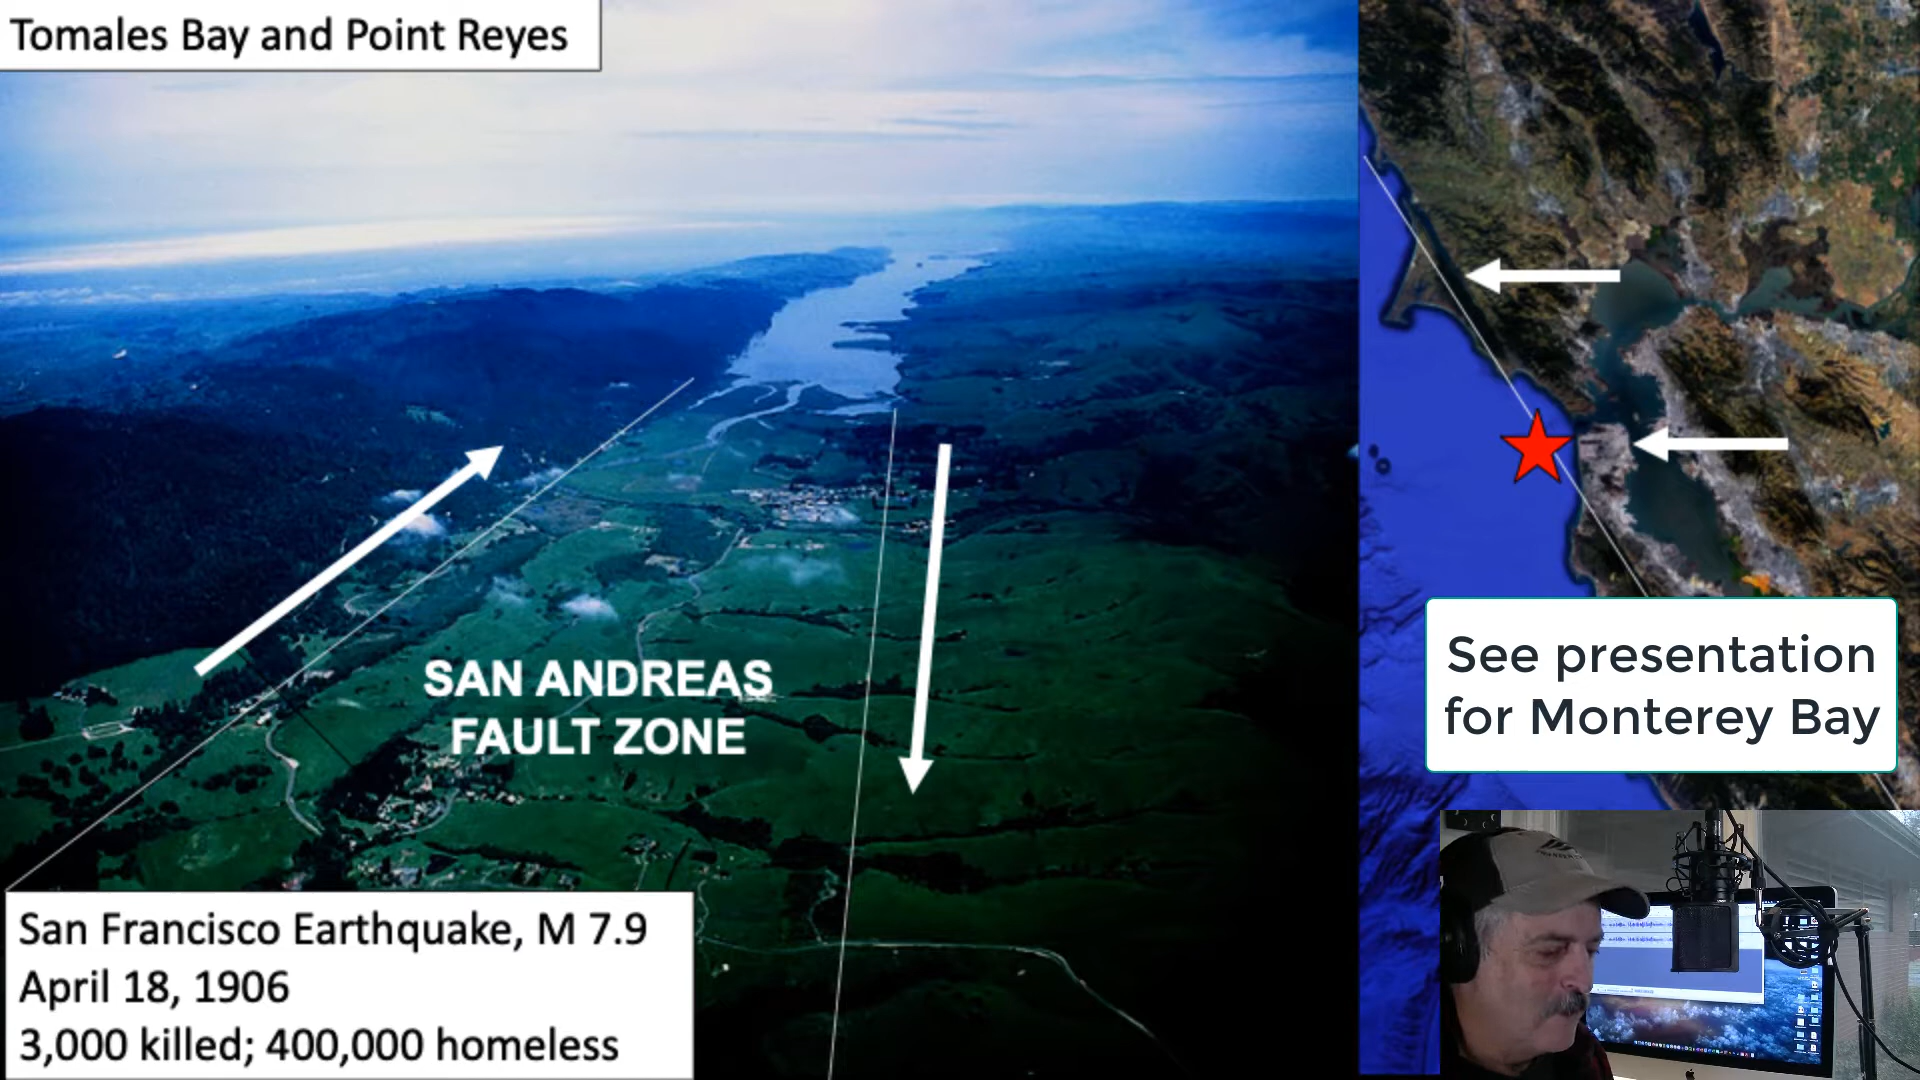 Tomales Bay and Point Reyes
SAN ANDREAS
FAULT ZONE
See presentation
for Monterey Bay
San Francisco Earthquake, M 7.9
April 18, 1906
3,000 killed; 400,000 homeless